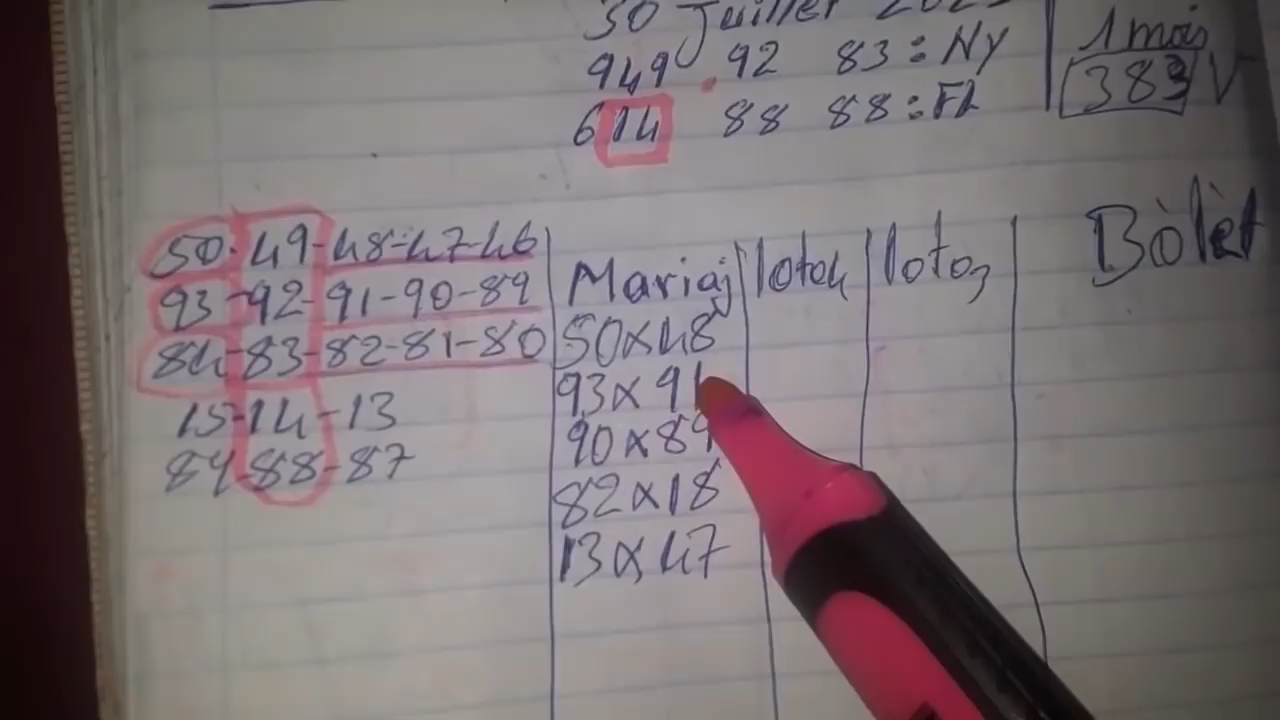 30 Juillet
949 92 83 : NY
614 88 88 : FL
1 mois
383 V
50-49-48-47-46
93-92-91-90-89
84-83-82-81-80
15-14-13
89-88-87
Mariaj
50x48
93x91
90x89
82x18
13x47
loto4
loto3
Bòlèt